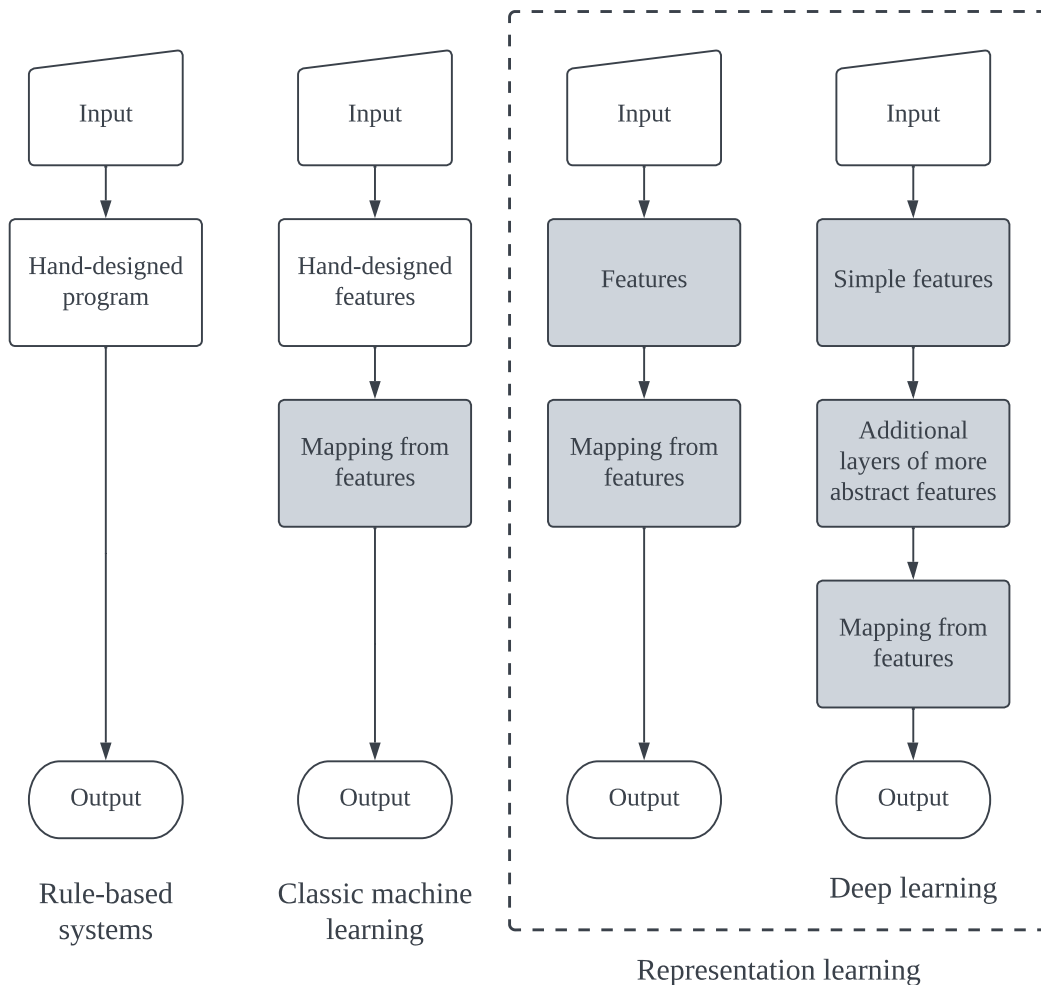 Input
Hand-designed
program
Output
Rule-based
systems
Input
Hand-designed
features
Mapping from
features
Output
Classic machine
learning
Input
Features
Mapping from
features
Output
Input
Simple features
Additional
layers of more
abstract features
Mapping from
features
Output
Deep learning
Representation learning